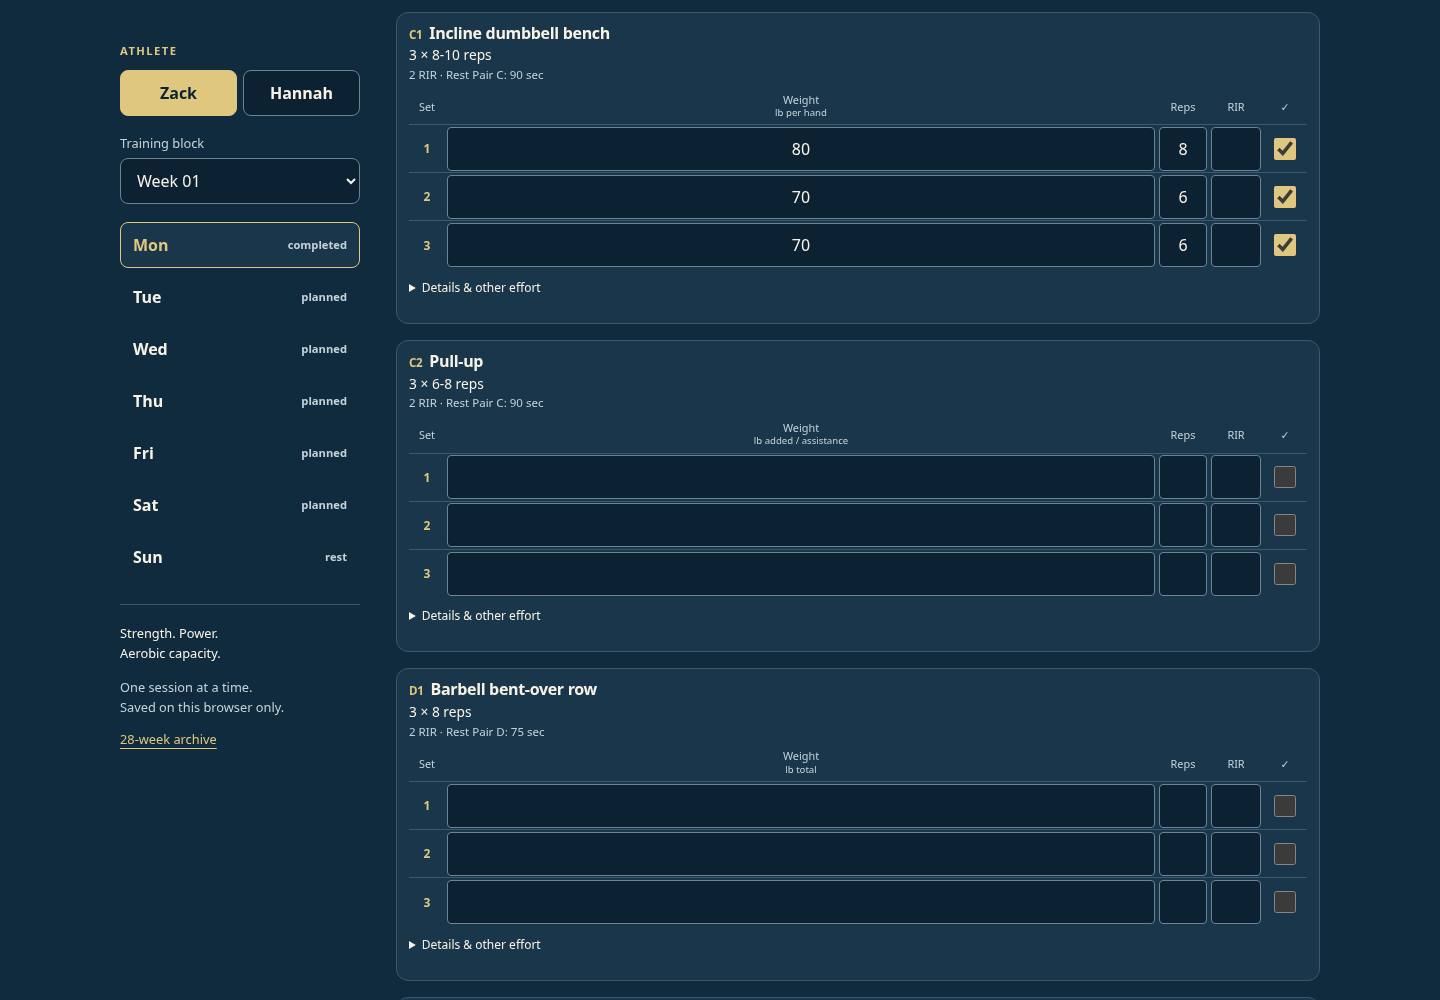 ATHLETE
Zack
Hannah
Training block
Week 01
Mon completed
Tue planned
Wed planned
Thu planned
Fri planned
Sat planned
Sun rest
Strength. Power.
Aerobic capacity.
One session at a time.
Saved on this browser only.
28-week archive
C1 Incline dumbbell bench
3 × 8-10 reps
2 RIR · Rest Pair C: 90 sec
Set Weight lb per hand Reps RIR ✓
1 80 8
2 70 6
3 70 6
▶ Details & other effort
C2 Pull-up
3 × 6-8 reps
2 RIR · Rest Pair C: 90 sec
Set Weight lb added / assistance Reps RIR ✓
1
2
3
▶ Details & other effort
D1 Barbell bent-over row
3 × 8 reps
2 RIR · Rest Pair D: 75 sec
Set Weight lb total Reps RIR ✓
1
2
3
▶ Details & other effort